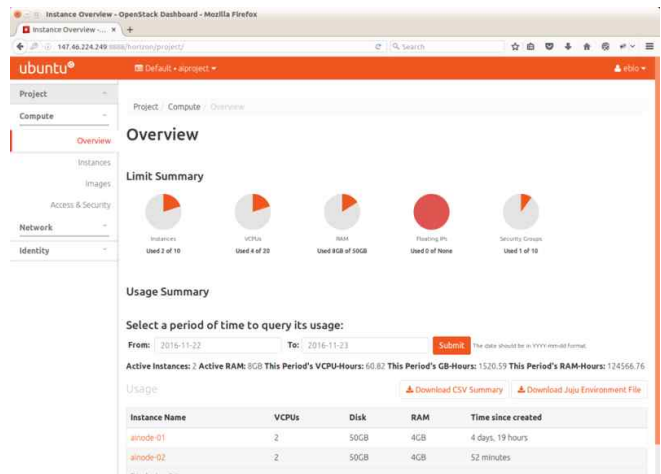 Instance Overview - OpenStack Dashboard - Mozilla Firefox
Instance Overview -...
147.46.224.249:8888/horizon/project/
Search
ubuntu®
Default • aiproject
ebio
Project
Compute
Overview
Instances
Images
Access & Security
Network
Identity
Project / Compute / Overview
Overview
Limit Summary
Instances
Used 2 of 10
VCPUs
Used 4 of 20
RAM
Used 8GB of 50GB
Floating IPs
Used 0 of None
Security Groups
Used 1 of 10
Usage Summary
Select a period of time to query its usage:
From: 2016-11-22 To: 2016-11-23 Submit The date should be in YYYY-mm-dd format.
Active Instances: 2 Active RAM: 8GB This Period's VCPU-Hours: 60.82 This Period's GB-Hours: 1520.59 This Period's RAM-Hours: 124566.76
Usage
Download CSV Summary
Download Juju Environment File
Instance Name VCPUs Disk RAM Time since created
ainode-01 2 50GB 4GB 4 days, 19 hours
ainode-02 2 50GB 4GB 52 minutes